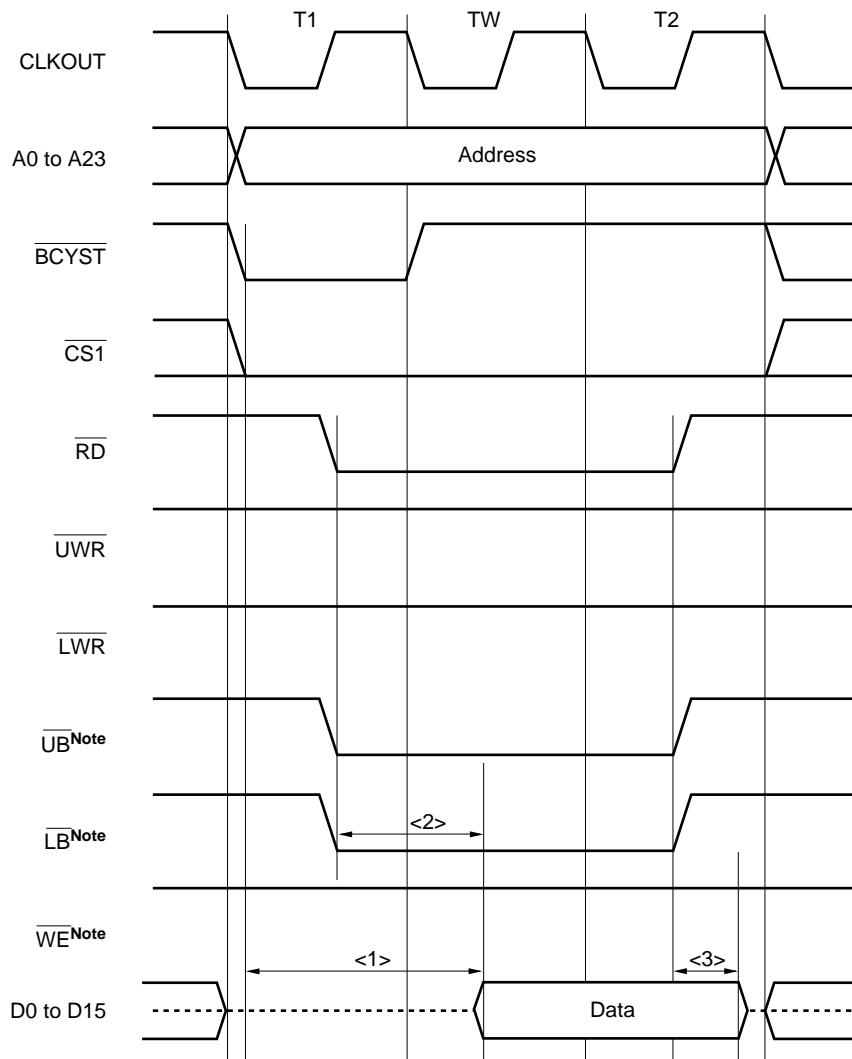 T1 TW T2
CLKOUT
A0 to A23 Address
BCYST
CS1
RD
UWR
LWR
UBNote
LBNote <2>
WENote
<1> <3>
D0 to D15 Data